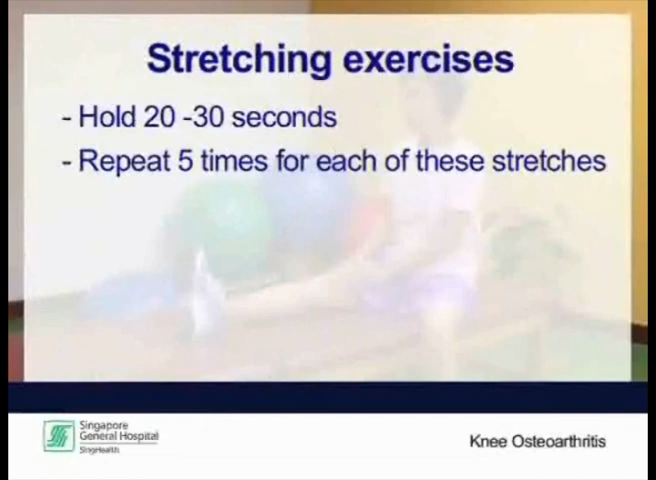 Stretching exercises
- Hold 20 -30 seconds
- Repeat 5 times for each of these stretches
Singapore
General Hospital
SingHealth
Knee Osteoarthritis